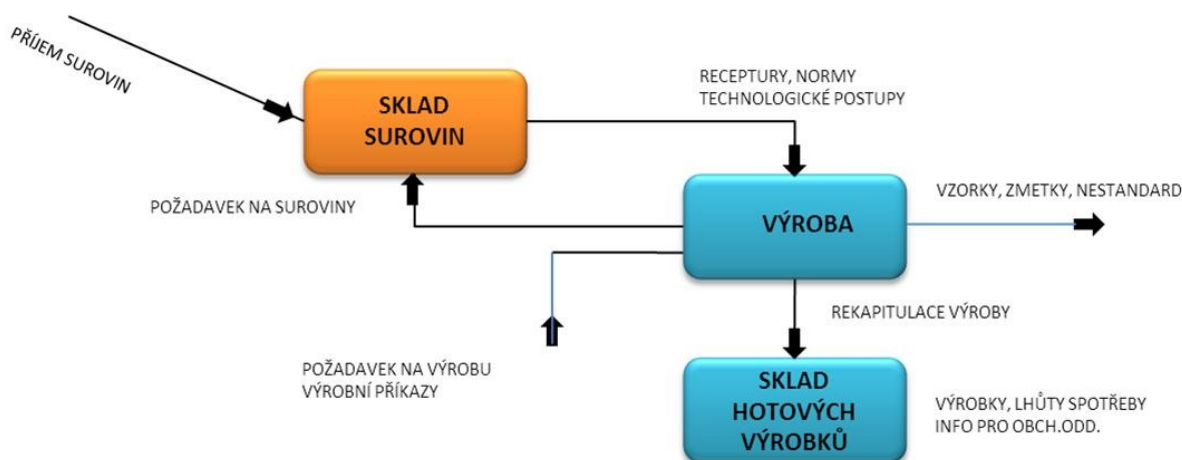 PŘÍJEM SUROVIN
SKLAD
SUROVIN
RECEPTURY, NORMY
TECHNOLOGICKÉ POSTUPY
POŽADAVEK NA SUROVINY
VÝROBA
VZORKY, ZMETKY, NESTANDARD
REKAPITULACE VÝROBY
POŽADAVEK NA VÝROBU
VÝROBNÍ PŘÍKAZY
SKLAD
HOTOVÝCH
VÝROBKŮ
VÝROBKY, LHŮTY SPOTŘEBY
INFO PRO OBCH.ODD.